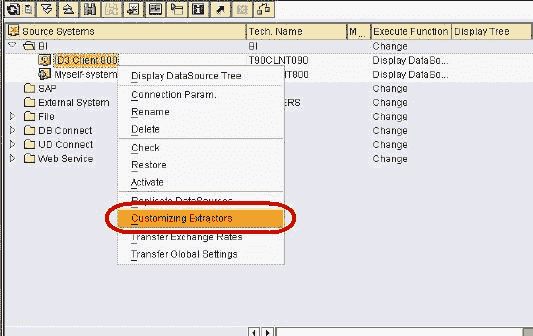 Source Systems Tech. Name M... Execute Function Display Tree
BI BI Change
ID3 Client 800 T90CLNT090 Display DataSo...
Myself-system Display DataSo...
SAP Change
External System ERS Change
File Change
DB Connect Change
UD Connect Change
Web Service Change
Display DataSource Tree
Connection Param.
Rename
Delete
Check
Restore
Activate
Replicate DataSources
Customizing Extractors
Transfer Exchange Rates
Transfer Global Settings